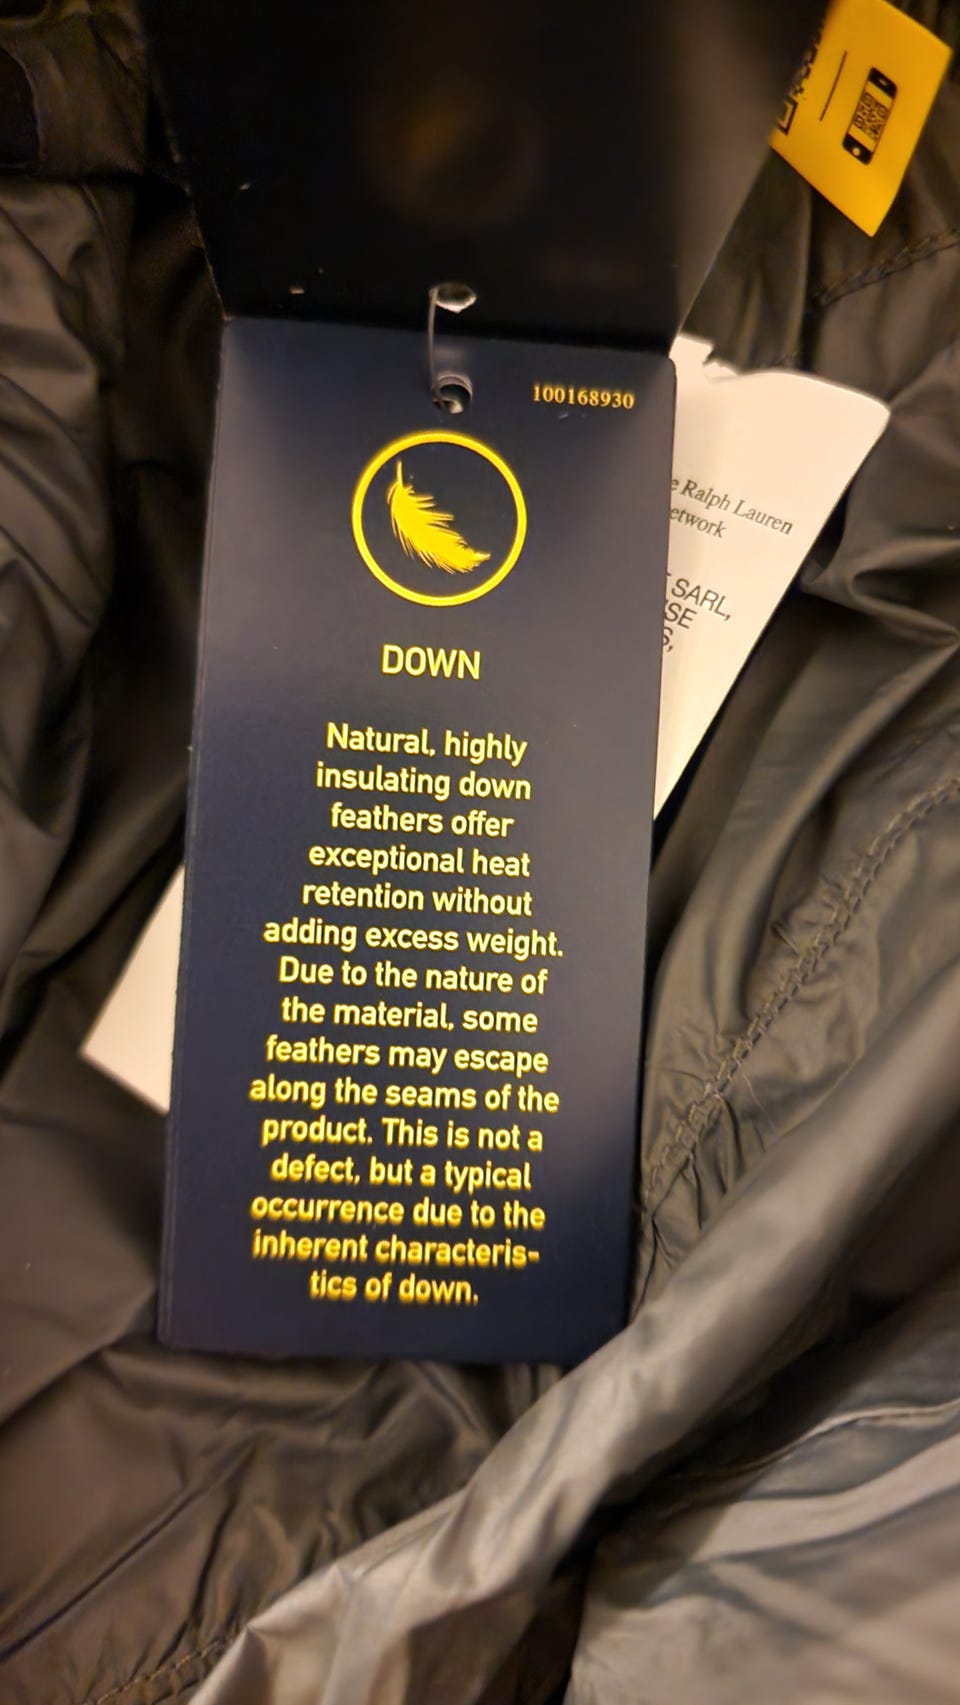 100168930
DOWN
Natural, highly
insulating down
feathers offer
exceptional heat
retention without
adding excess weight.
Due to the nature of
the material, some
feathers may escape
along the seams of the
product. This is not a
defect, but a typical
occurrence due to the
inherent characteris-
tics of down.
Ralph Lauren
SARL,